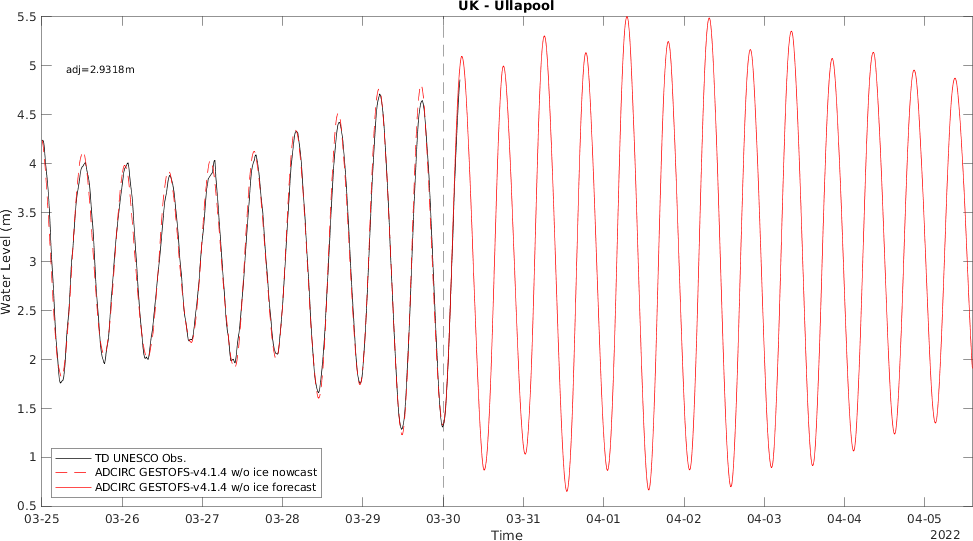 UK - Ullapool
5.5
5
4.5
4
3.5
3
2.5
2
1.5
1
0.5
Water Level (m)
adj=2.9318m
TD UNESCO Obs.
ADCIRC GESTOFS-v4.1.4 w/o ice nowcast
ADCIRC GESTOFS-v4.1.4 w/o ice forecast
03-25 03-26 03-27 03-28 03-29 03-30 03-31 04-01 04-02 04-03 04-04 04-05
Time
2022